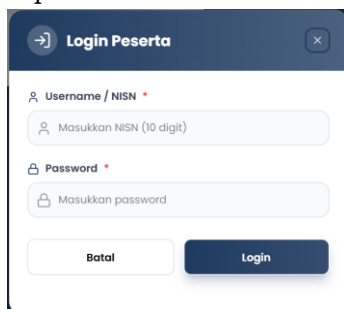 Login Peserta
Username / NISN *
Masukkan NISN (10 digit)
Password *
Masukkan password
Batal
Login